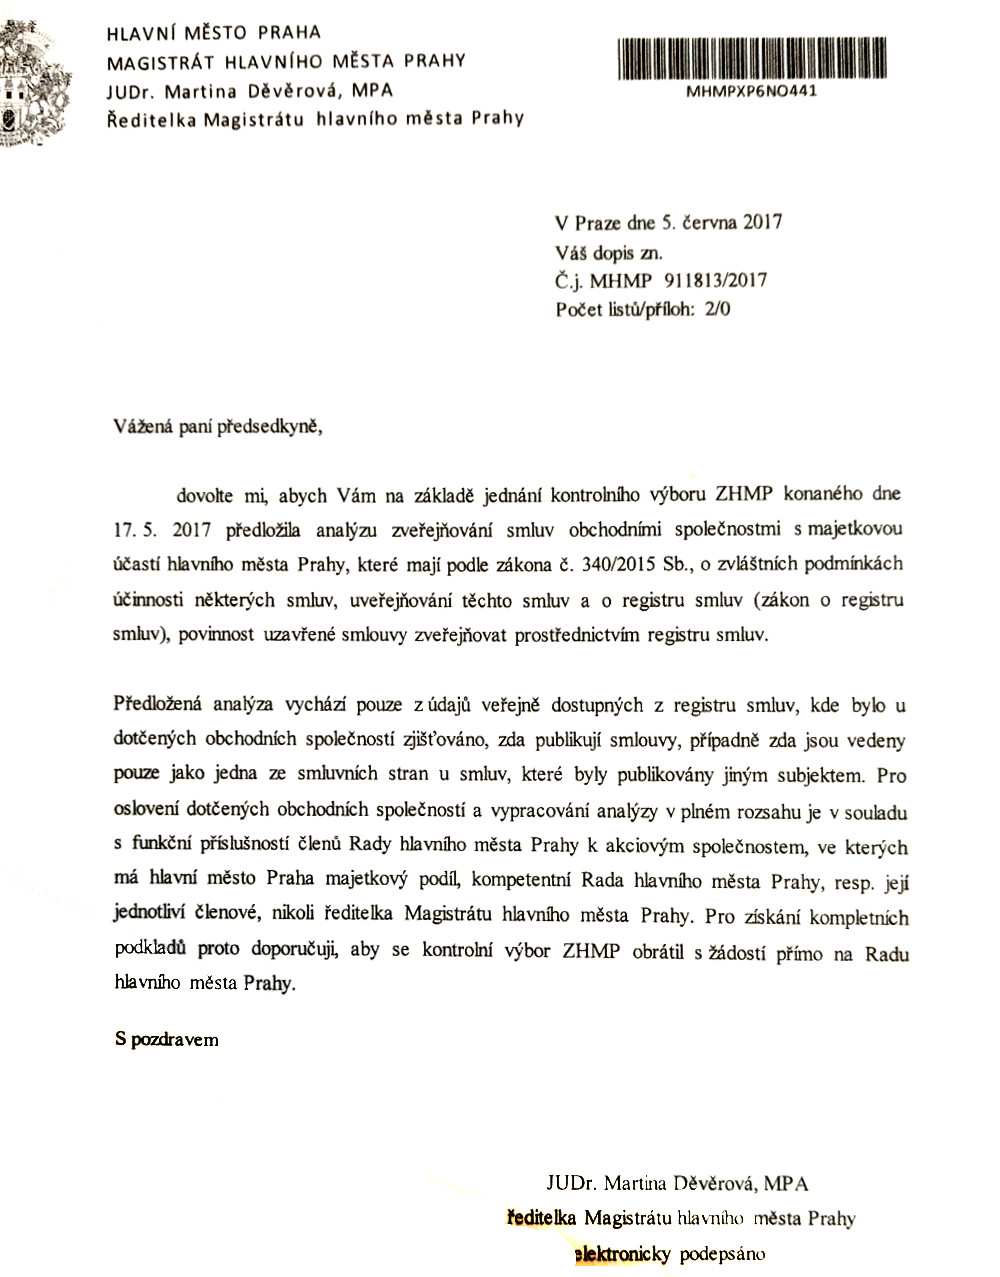 HLAVNÍ MĚSTO PRAHA
MAGISTRÁT HLAVNÍHO MĚSTA PRAHY
JUDr. Martina Děvěrová, MPA
Ředitelka Magistrátu hlavního města Prahy
MHMPXP6NO441
V Praze dne 5. června 2017
Váš dopis zn.
Č.j. MHMP 911813/2017
Počet listů/příloh: 2/0
Vážená paní předsedkyně,
dovolte mi, abych Vám na základě jednání kontrolního výboru ZHMP konaného dne
17. 5. 2017 předložila analýzu zveřejňování smluv obchodními společnostmi s majetkovou
účastí hlavního města Prahy, které mají podle zákona č. 340/2015 Sb., o zvláštních podmínkách
účinnosti některých smluv, uveřejňování těchto smluv a o registru smluv (zákon o registru
smluv), povinnost uzavřené smlouvy zveřejňovat prostřednictvím registru smluv.
Předložená analýza vychází pouze z údajů veřejně dostupných z registru smluv, kde bylo u
dotčených obchodních společností zjišťováno, zda publikují smlouvy, případně zda jsou vedeny
pouze jako jedna ze smluvních stran u smluv, které byly publikovány jiným subjektem. Pro
oslovení dotčených obchodních společností a vypracování analýzy v plném rozsahu je v souladu
s funkční příslušností členů Rady hlavního města Prahy k akciovým společnostem, ve kterých
má hlavní město Praha majetkový podíl, kompetentní Rada hlavního města Prahy, resp. její
jednotliví členové, nikoli ředitelka Magistrátu hlavního města Prahy. Pro získání kompletních
podkladů proto doporučuji, aby se kontrolní výbor ZHMP obrátil s žádostí přímo na Radu
hlavního města Prahy.
S pozdravem
JUDr. Martina Děvěrová, MPA
ředitelka Magistrátu hlavního města Prahy
elektronicky podepsáno